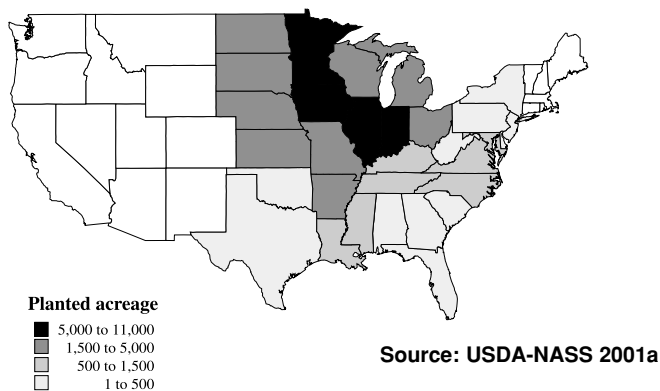 Planted acreage
5,000 to 11,000
1,500 to 5,000
500 to 1,500
1 to 500
Source: USDA-NASS 2001a